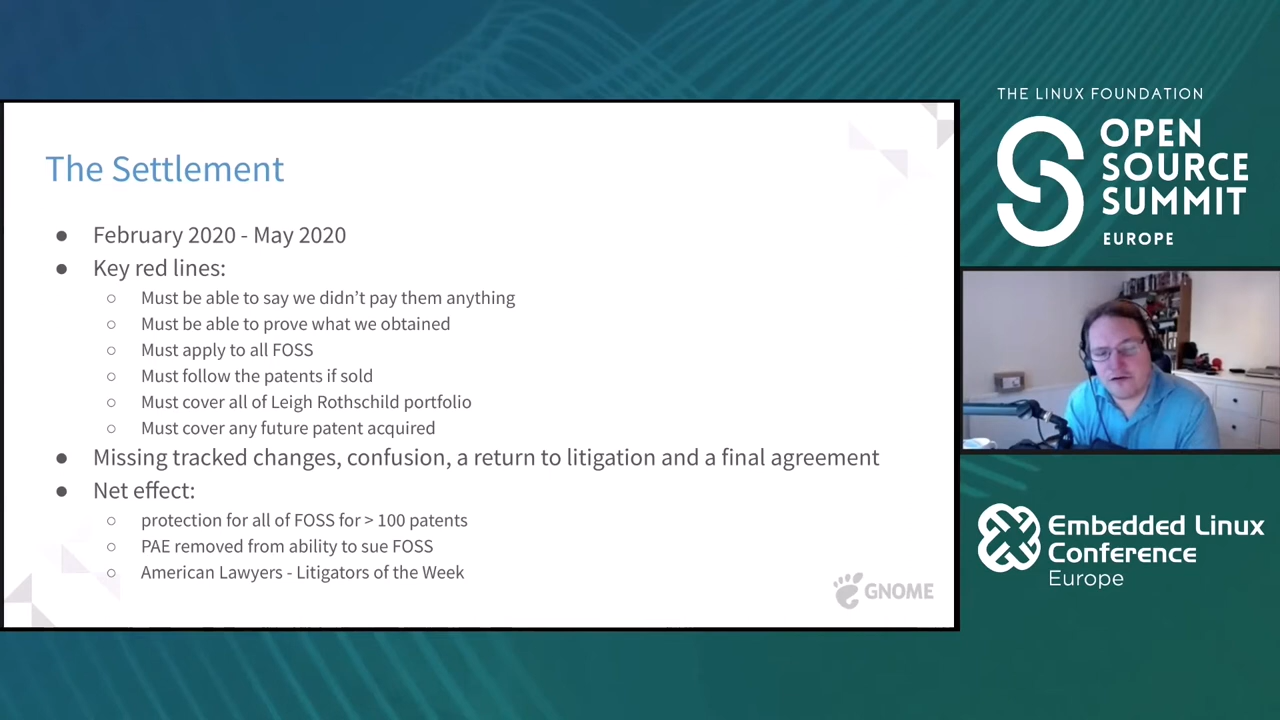 The Settlement
● February 2020 - May 2020
● Key red lines:
○ Must be able to say we didn’t pay them anything
○ Must be able to prove what we obtained
○ Must apply to all FOSS
○ Must follow the patents if sold
○ Must cover all of Leigh Rothschild portfolio
○ Must cover any future patent acquired
● Missing tracked changes, confusion, a return to litigation and a final agreement
● Net effect:
○ protection for all of FOSS for > 100 patents
○ PAE removed from ability to sue FOSS
○ American Lawyers - Litigators of the Week
GNOME
THE LINUX FOUNDATION
OPEN
SOURCE
SUMMIT
EUROPE
Embedded Linux
Conference
Europe